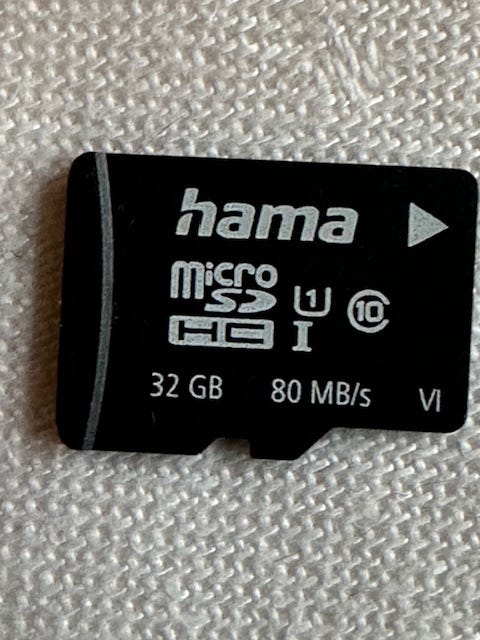 hama
micro
SD
HC I
U1
10
32 GB 80 MB/s VI